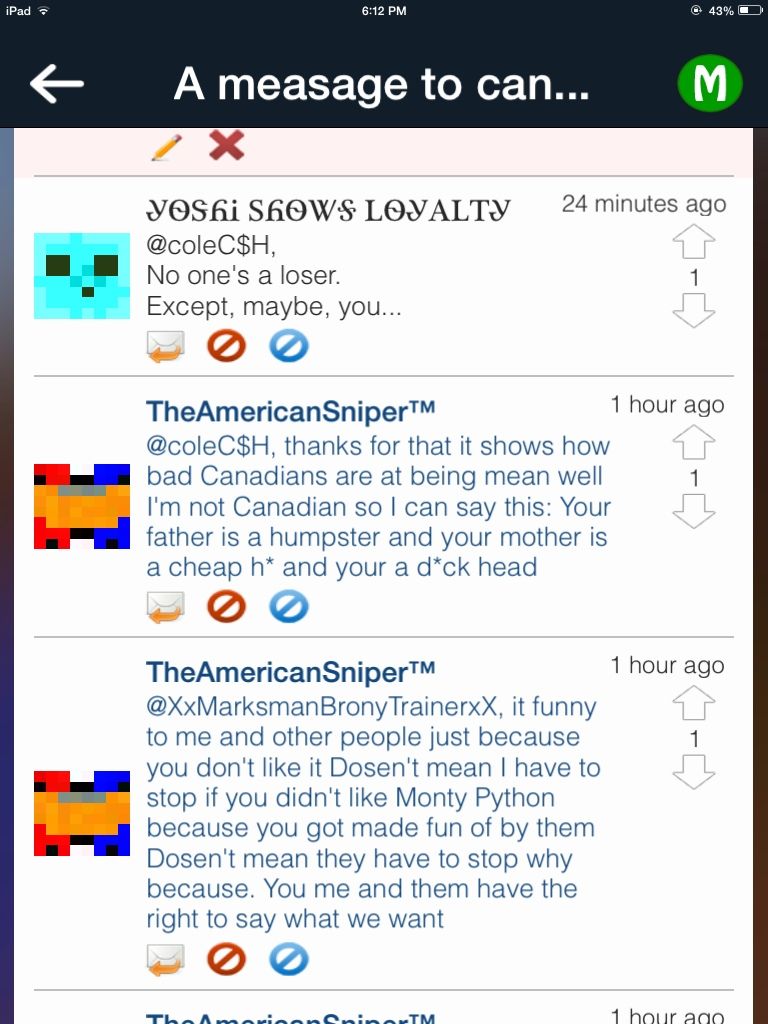 iPad 6:12 PM 43%
A measage to can... M
ყඉShi ShOWS LOYALTY 24 minutes ago
@coleC$H,
No one's a loser.
Except, maybe, you...
1
TheAmericanSniper™ 1 hour ago
@coleC$H, thanks for that it shows how
bad Canadians are at being mean well
I'm not Canadian so I can say this: Your
father is a humpster and your mother is
a cheap h* and your a d*ck head
1
TheAmericanSniper™ 1 hour ago
@XxMarksmanBronyTrainerxX, it funny
to me and other people just because
you don't like it Dosen't mean I have to
stop if you didn't like Monty Python
because you got made fun of by them
Dosen't mean they have to stop why
because. You me and them have the
right to say what we want
1
TheAmericanSniper™ 1 hour ago